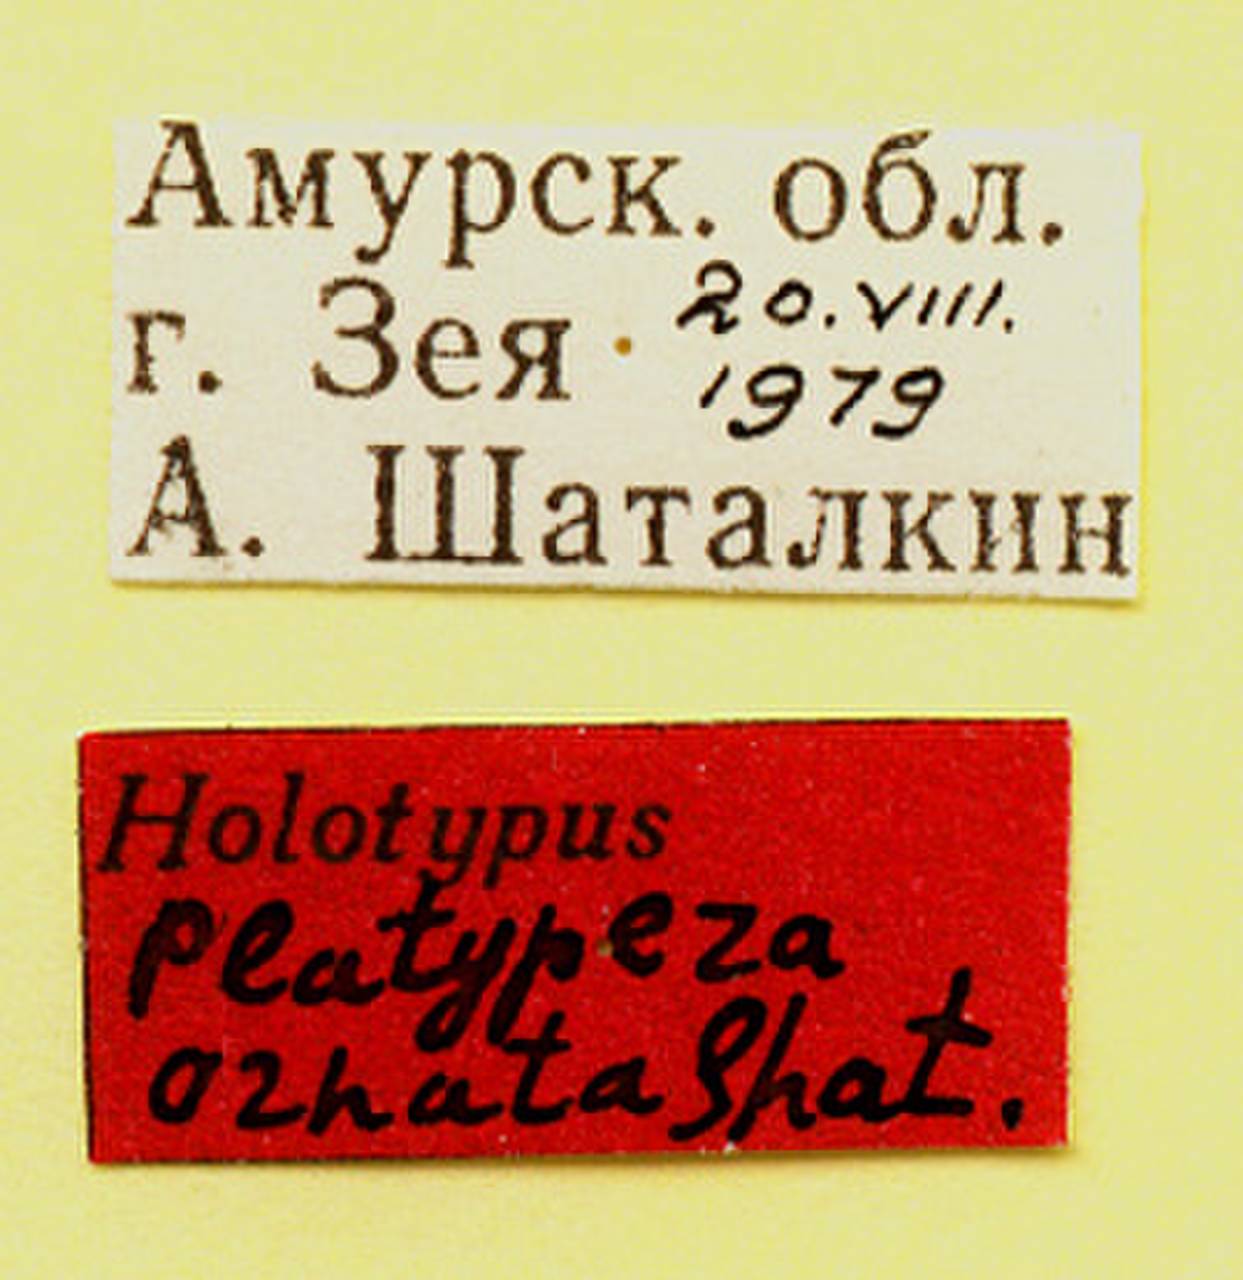 Амурск. обл.
г. Зея 20.VIII.
1979
А. Шаталкин
Holotypus
Platypeza
ornata Shat.